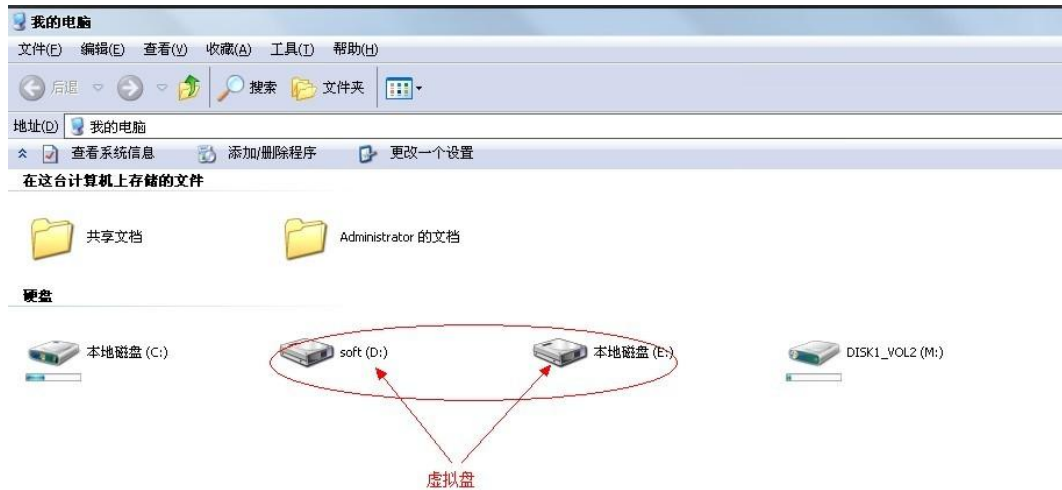 我的电脑
文件(F) 编辑(E) 查看(V) 收藏(A) 工具(T) 帮助(H)
后退 搜索 文件夹
地址(D) 我的电脑
查看系统信息 添加/删除程序 更改一个设置
在这台计算机上存储的文件
共享文档 Administrator 的文档
硬盘
本地磁盘 (C:) soft (D:) 本地磁盘 (E:) DISK1_VOL2 (M:)
虚拟盘